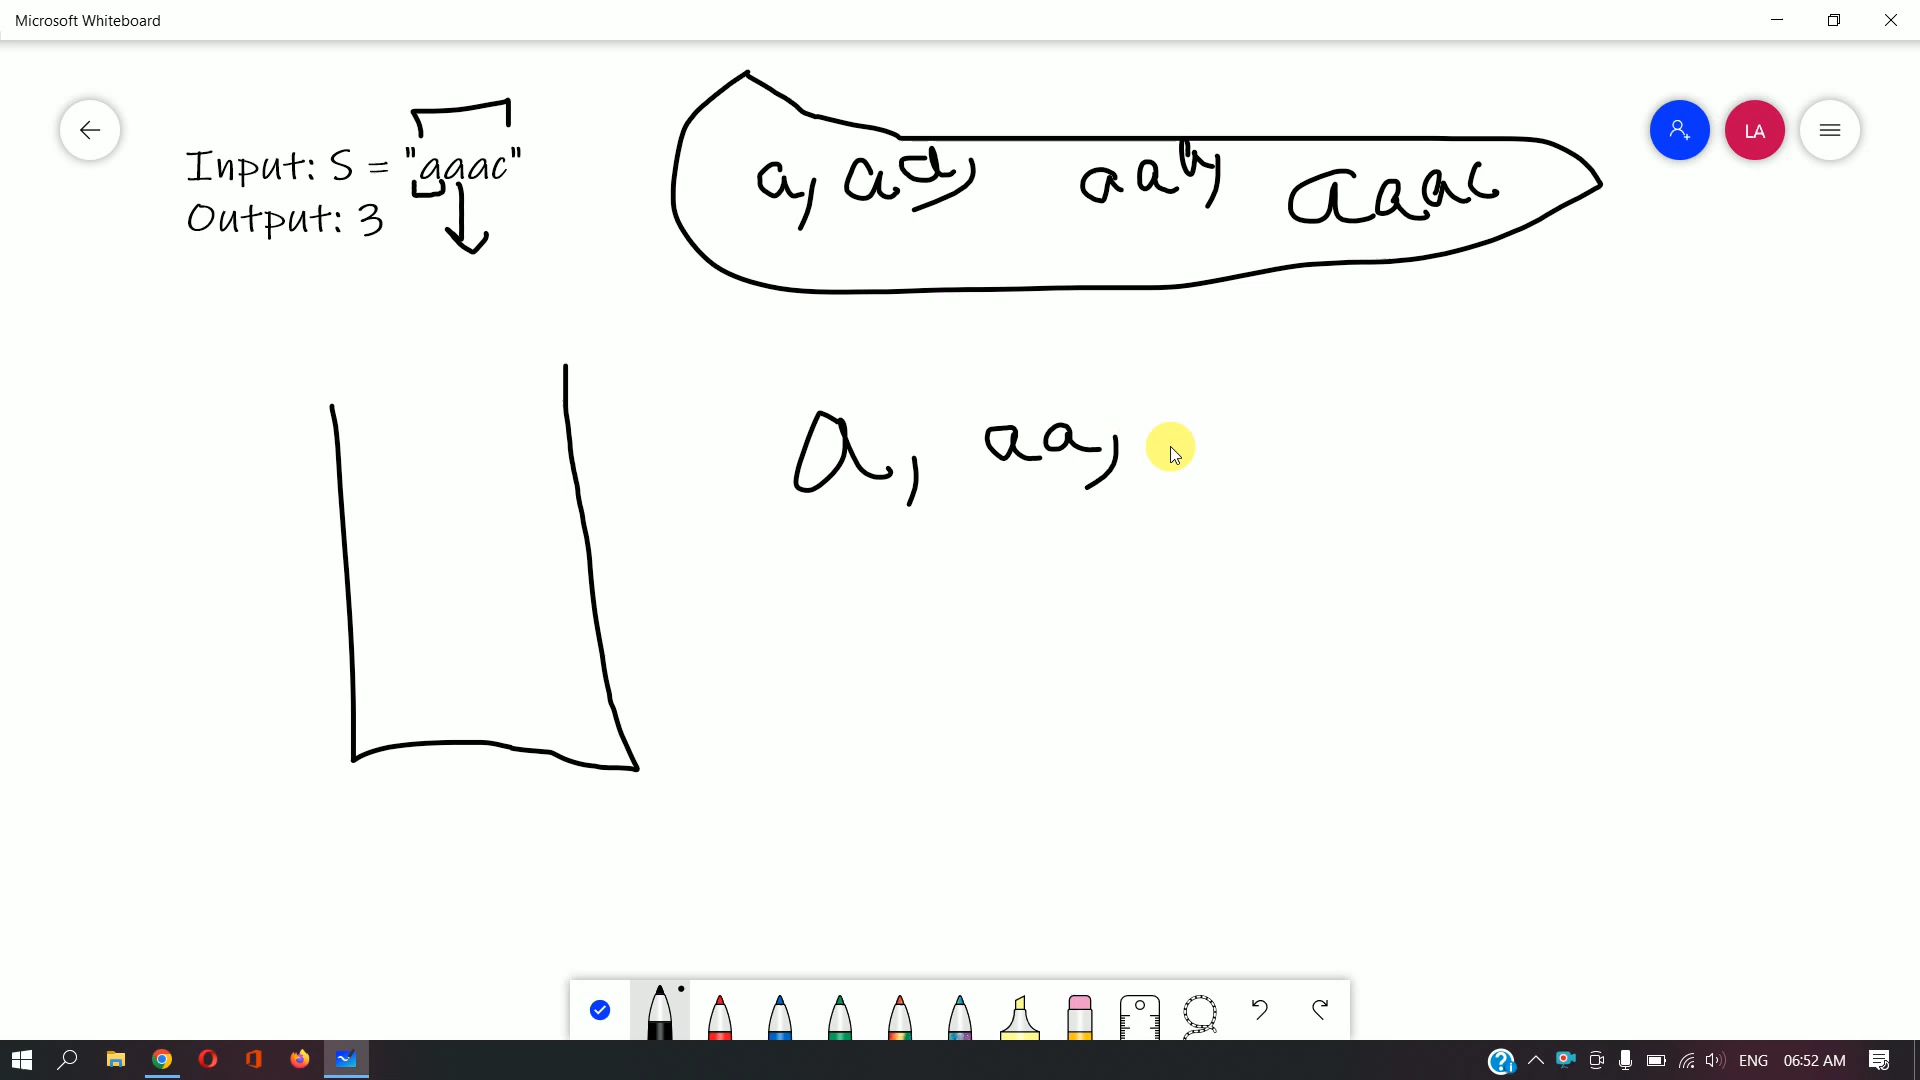 Microsoft Whiteboard
Input: S = "aaac"
Output: 3
a, aa, aaa, aaac
LA
a, aa,
ENG 06:52 AM